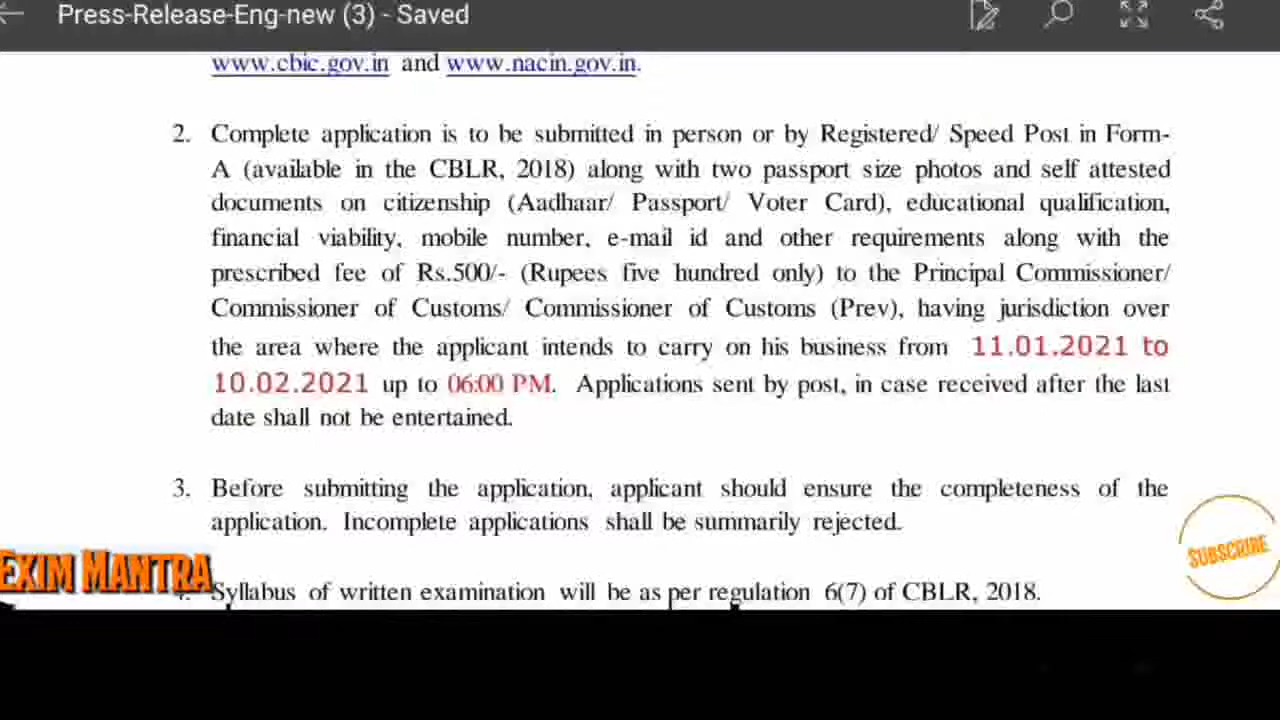 Press-Release-Eng-new (3) - Saved
www.cbic.gov.in and www.nacin.gov.in.
2. Complete application is to be submitted in person or by Registered/ Speed Post in Form-
A (available in the CBLR, 2018) along with two passport size photos and self attested
documents on citizenship (Aadhaar/ Passport/ Voter Card), educational qualification,
financial viability, mobile number, e-mail id and other requirements along with the
prescribed fee of Rs.500/- (Rupees five hundred only) to the Principal Commissioner/
Commissioner of Customs/ Commissioner of Customs (Prev), having jurisdiction over
the area where the applicant intends to carry on his business from 11.01.2021 to
10.02.2021 up to 06:00 PM. Applications sent by post, in case received after the last
date shall not be entertained.
3. Before submitting the application, applicant should ensure the completeness of the
application. Incomplete applications shall be summarily rejected.
SUBSCRIBE
EXIM MANTRA
4. Syllabus of written examination will be as per regulation 6(7) of CBLR, 2018.